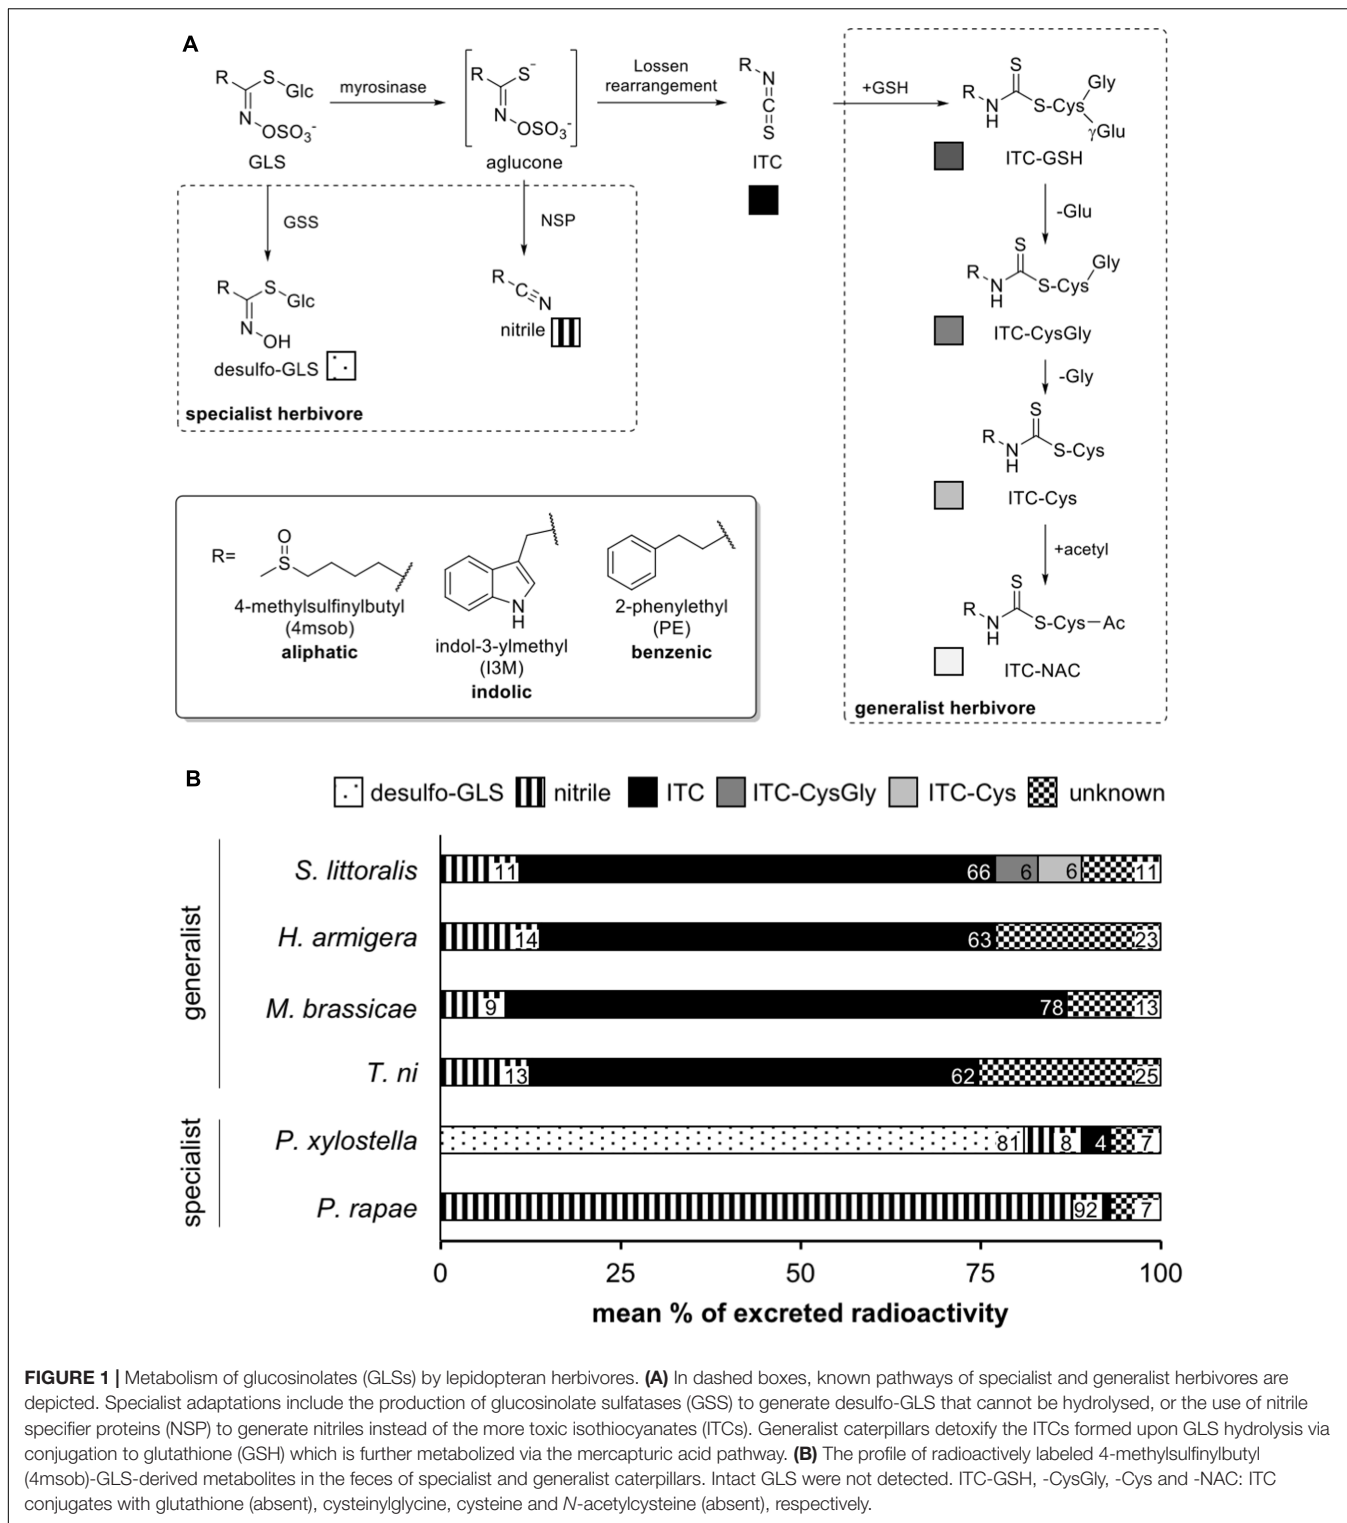 A
R
S
Glc
N
OSO3-
GLS
myrosinase
R
S-
N
OSO3-
aglucone
Lossen
rearrangement
R
N
C
S
ITC
+GSH
R
N
H
S
S-Cys
Gly
γGlu
ITC-GSH
GSS
R
S
Glc
N
OH
desulfo-GLS
NSP
R
C
N
nitrile
specialist herbivore
-Glu
S
R
N
H
S-Cys
Gly
ITC-CysGly
-Gly
S
R
N
H
S-Cys
ITC-Cys
+acetyl
S
R
N
H
S-Cys—Ac
ITC-NAC
generalist herbivore
R=
O
S
4-methylsulfinylbutyl
(4msob)
aliphatic
N
H
indol-3-ylmethyl
(I3M)
indolic
2-phenylethyl
(PE)
benzenic
B
desulfo-GLS nitrile ITC ITC-CysGly ITC-Cys unknown
generalist
S. littoralis 11 66 6 6 11
H. armigera 14 63 23
M. brassicae 9 78 13
T. ni 13 62 25
specialist
P. xylostella 81 8 4 7
P. rapae 92 7
0 25 50 75 100
mean % of excreted radioactivity
FIGURE 1 | Metabolism of glucosinolates (GLSs) by lepidopteran herbivores. (A) In dashed boxes, known pathways of specialist and generalist herbivores are
depicted. Specialist adaptations include the production of glucosinolate sulfatases (GSS) to generate desulfo-GLS that cannot be hydrolysed, or the use of nitrile
specifier proteins (NSP) to generate nitriles instead of the more toxic isothiocyanates (ITCs). Generalist caterpillars detoxify the ITCs formed upon GLS hydrolysis via
conjugation to glutathione (GSH) which is further metabolized via the mercapturic acid pathway. (B) The profile of radioactively labeled 4-methylsulfinylbutyl
(4msob)-GLS-derived metabolites in the feces of specialist and generalist caterpillars. Intact GLS were not detected. ITC-GSH, -CysGly, -Cys and -NAC: ITC
conjugates with glutathione (absent), cysteinylglycine, cysteine and N-acetylcysteine (absent), respectively.